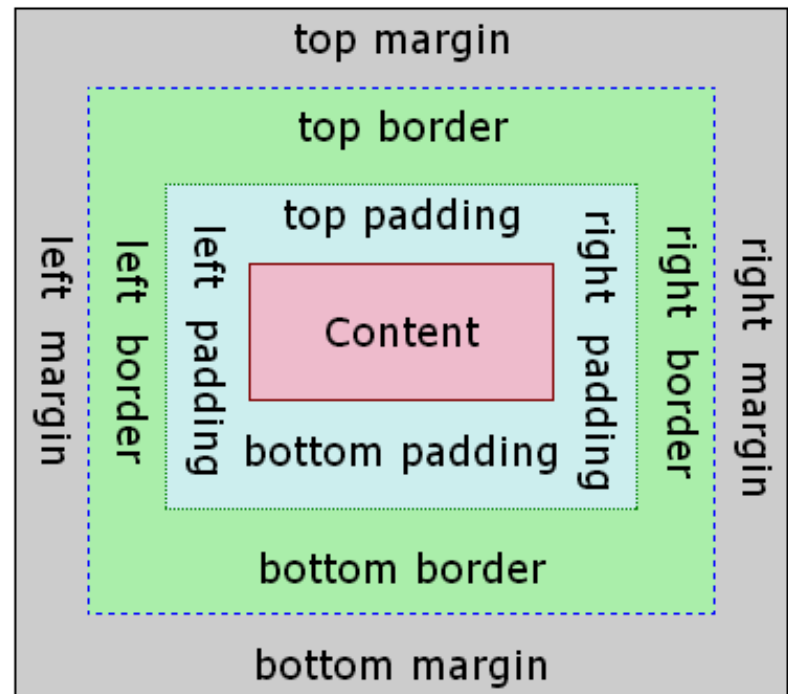 top margin
top border
top padding
left margin
left border
left padding
Content
right padding
right border
right margin
bottom padding
bottom border
bottom margin